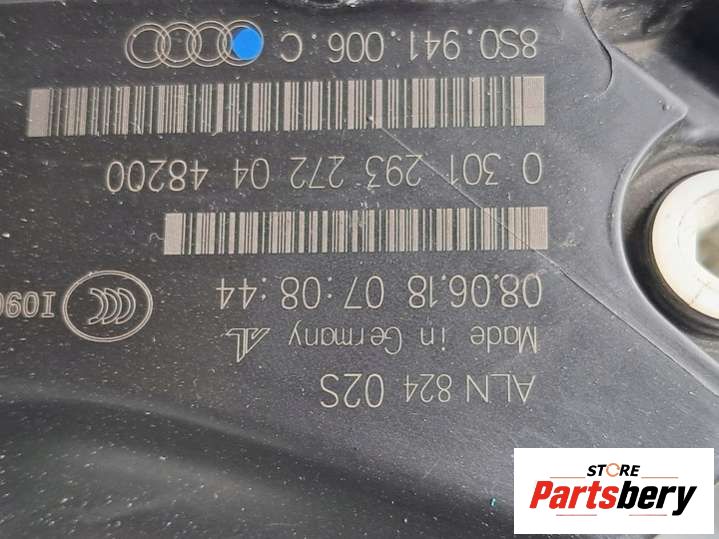 8S0.941.006.C
0 301 293 272 04 48200
08.06.18 07:08:44
Made in Germany AL
ALN 824 02S
STORE
Partsbery